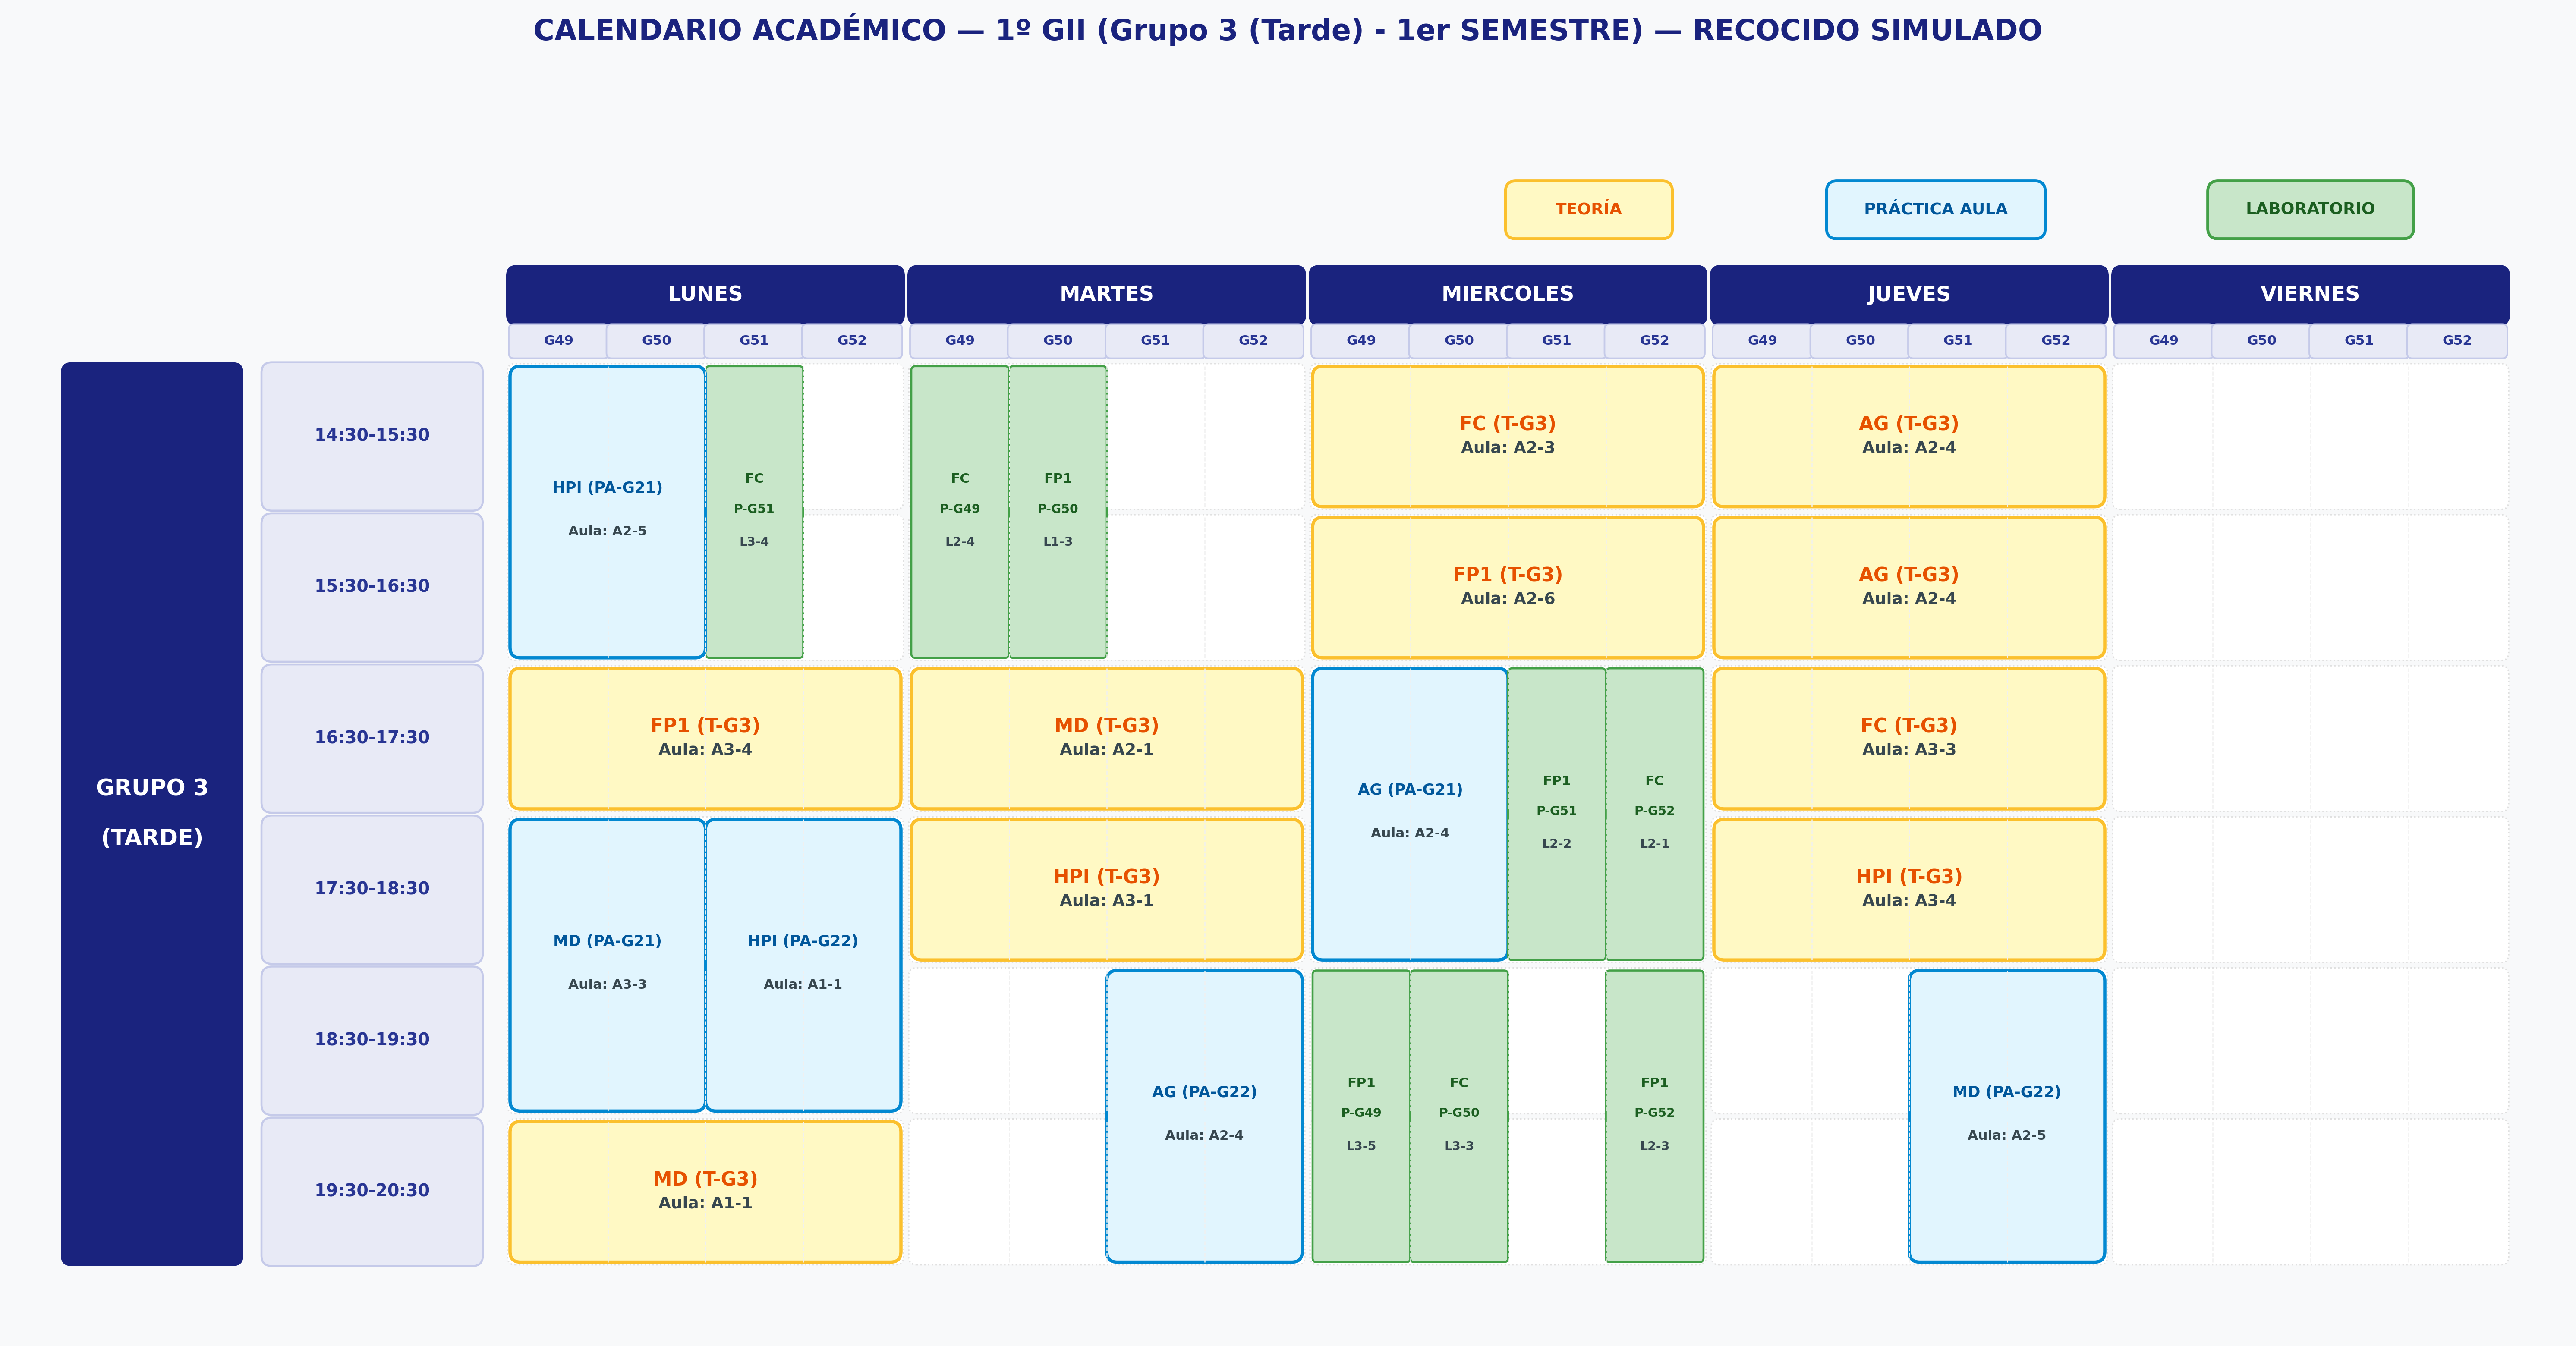 CALENDARIO ACADÉMICO — 1º GII (Grupo 3 (Tarde) - 1er SEMESTRE) — RECOCIDO SIMULADO
TEORÍA
PRÁCTICA AULA
LABORATORIO
LUNES
MARTES
MIERCOLES
JUEVES
VIERNES
G49 G50 G51 G52
G49 G50 G51 G52
G49 G50 G51 G52
G49 G50 G51 G52
G49 G50 G51 G52
GRUPO 3
(TARDE)
14:30-15:30
HPI (PA-G21)
Aula: A2-5
FC
P-G51
L3-4
FC
P-G49
L2-4
FP1
P-G50
L1-3
FC (T-G3)
Aula: A2-3
AG (T-G3)
Aula: A2-4
15:30-16:30
FP1 (T-G3)
Aula: A2-6
AG (T-G3)
Aula: A2-4
16:30-17:30
FP1 (T-G3)
Aula: A3-4
MD (T-G3)
Aula: A2-1
AG (PA-G21)
Aula: A2-4
FP1
P-G51
L2-2
FC
P-G52
L2-1
FC (T-G3)
Aula: A3-3
17:30-18:30
MD (PA-G21)
Aula: A3-3
HPI (PA-G22)
Aula: A1-1
HPI (T-G3)
Aula: A3-1
HPI (T-G3)
Aula: A3-4
18:30-19:30
AG (PA-G22)
Aula: A2-4
FP1
P-G49
L3-5
FC
P-G50
L3-3
FP1
P-G52
L2-3
MD (PA-G22)
Aula: A2-5
19:30-20:30
MD (T-G3)
Aula: A1-1